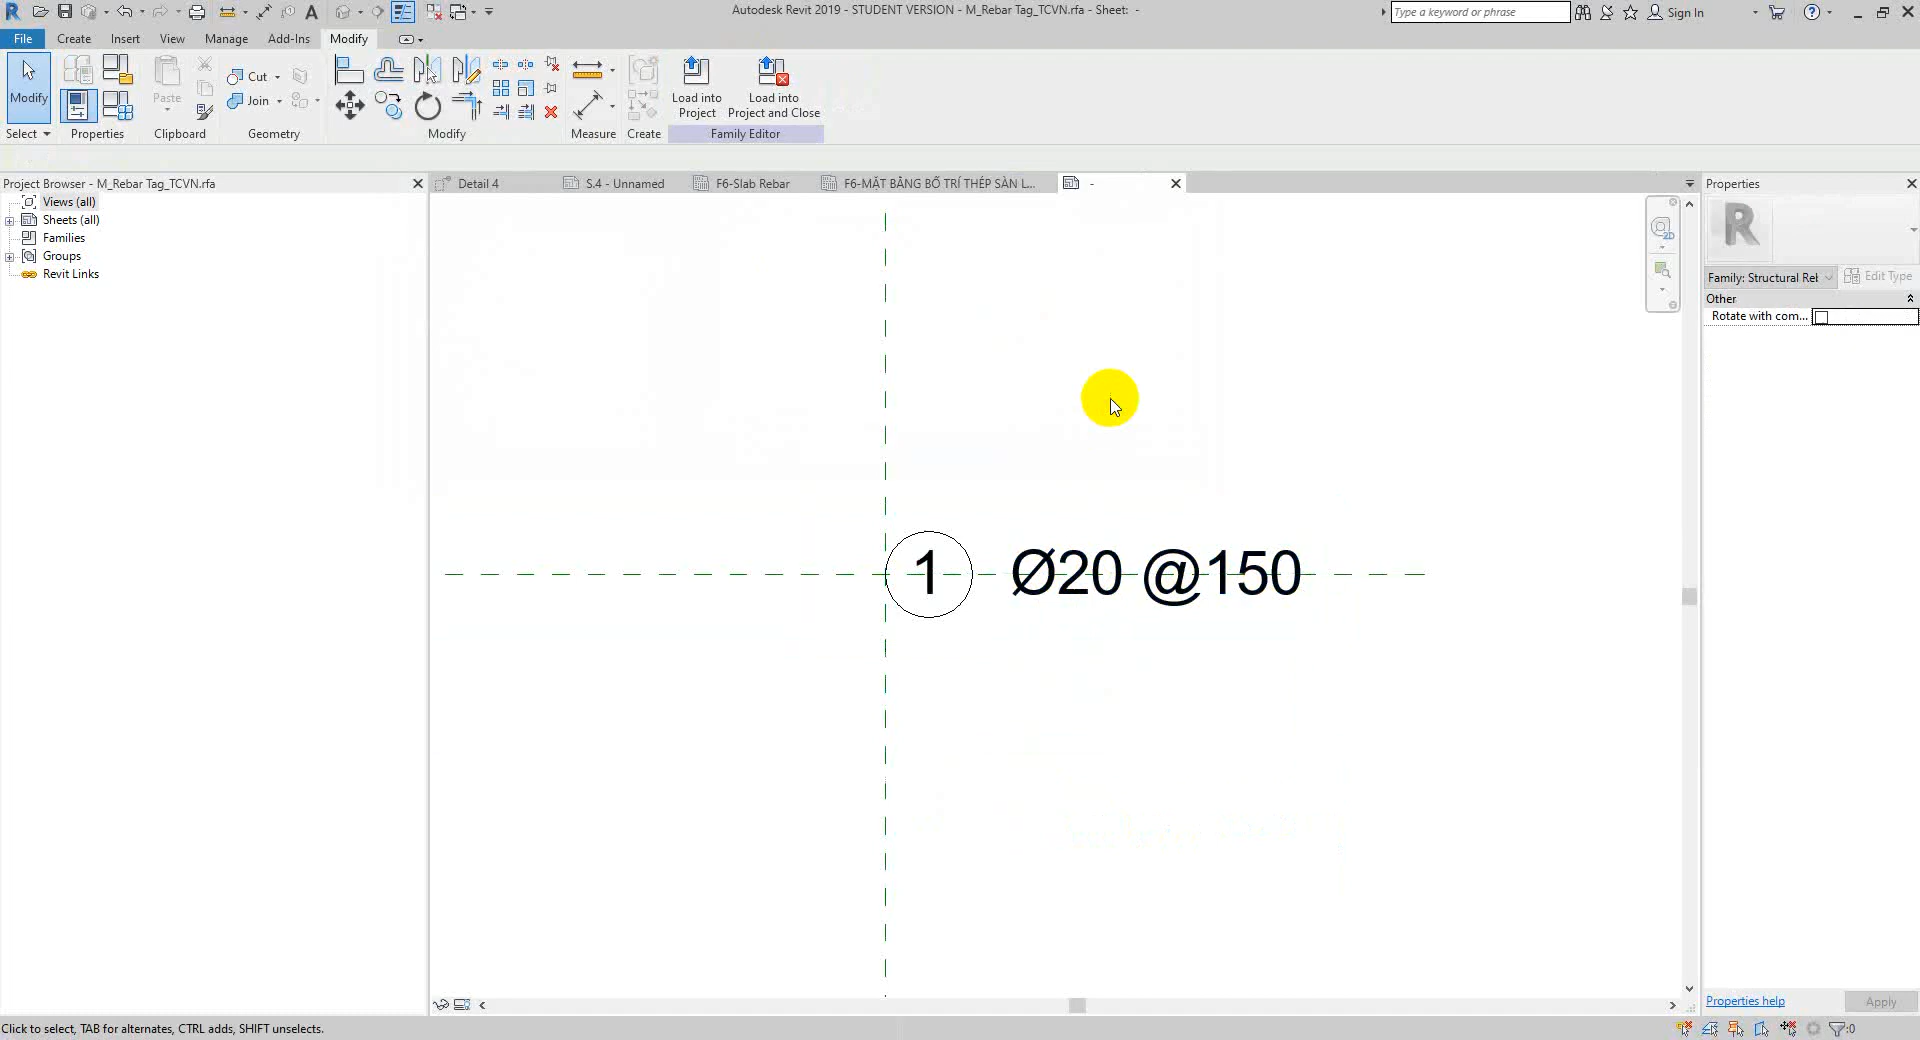 Autodesk Revit 2019 - STUDENT VERSION - M_Rebar Tag_TCVN.rfa - Sheet: -
Type a keyword or phrase
Sign In
File Create Insert View Manage Add-Ins Modify
Modify
Paste
Cut
Join
Load into
Project
Load into
Project and Close
Select Properties Clipboard Geometry Modify Measure Create Family Editor
Project Browser - M_Rebar Tag_TCVN.rfa
Views (all)
Sheets (all)
Families
Groups
Revit Links
Detail 4
S.4 - Unnamed
F6-Slab Rebar
F6-MẶT BẰNG BỐ TRÍ THÉP SÀN L...
-
2D
1 Ø20 @150
Properties
R
Family: Structural Rel
Edit Type
Other
Rotate with com...
Properties help
Apply
Click to select, TAB for alternates, CTRL adds, SHIFT unselects.
:0